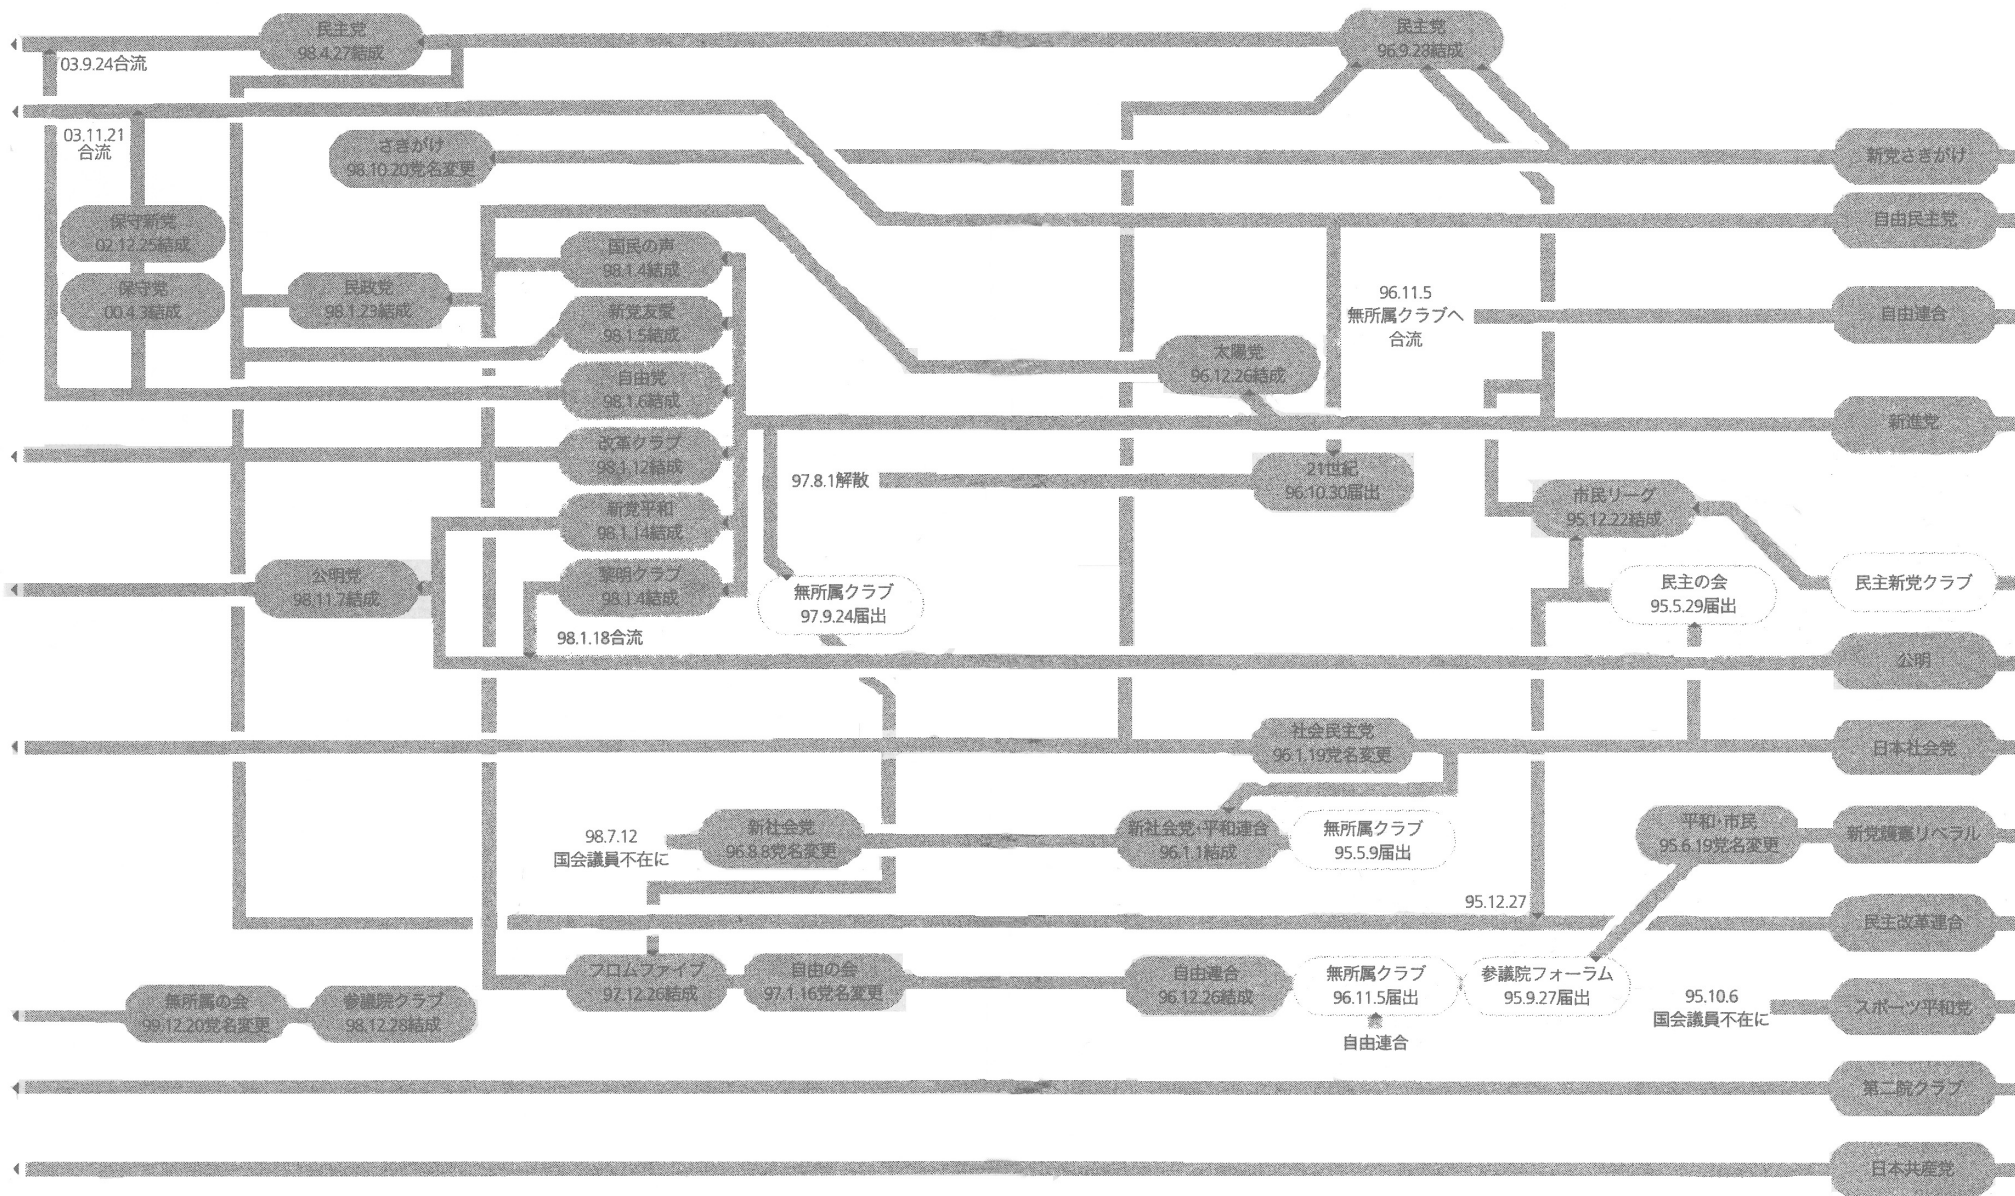 民主党
98.4.27結成
民主党
96.9.28結成
03.9.24合流
03.11.21
合流
さきがけ
98.10.20党名変更
新党さきがけ
保守新党
02.12.25結成
自由民主党
国民の声
98.1.4結成
保守党
00.4.3結成
民政党
98.1.23結成
新党友愛
98.1.5結成
96.11.5
無所属クラブへ
合流
自由連合
太陽党
96.12.26結成
自由党
98.1.6結成
新進党
改革クラブ
98.1.12結成
97.8.1解散
21世紀
96.10.30届出
市民リーグ
95.12.22結成
新党平和
98.1.14結成
公明党
98.11.7結成
黎明クラブ
98.1.4結成
無所属クラブ
97.9.24届出
民主の会
95.5.29届出
民主新党クラブ
98.1.18合流
公明
社会民主党
96.1.19党名変更
日本社会党
98.7.12
国会議員不在に
新社会党
96.8.8党名変更
新社会党・平和連合
96.1.1結成
無所属クラブ
95.5.9届出
平和・市民
95.6.19党名変更
新党護憲リベラル
95.12.27
民主改革連合
フロムファイブ
97.12.26結成
自由の会
97.1.16党名変更
自由連合
96.12.26結成
無所属クラブ
96.11.5届出
参議院フォーラム
95.9.27届出
無所属の会
99.12.20党名変更
参議院クラブ
98.12.28結成
95.10.6
国会議員不在に
スポーツ平和党
自由連合
第二院クラブ
日本共産党